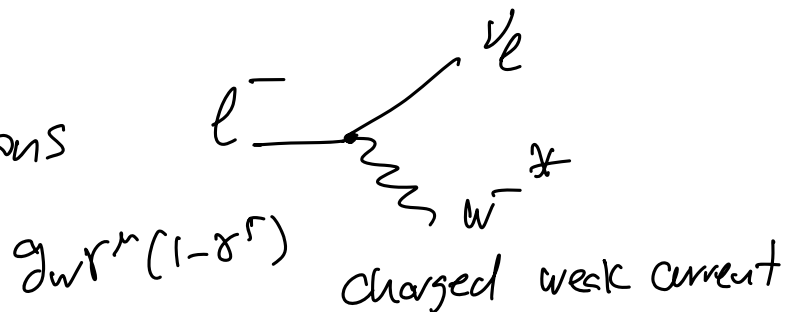 ν_ℓ
ons ℓ⁻
W⁻*
g_w γ^μ (1-γ^5)
charged weak current